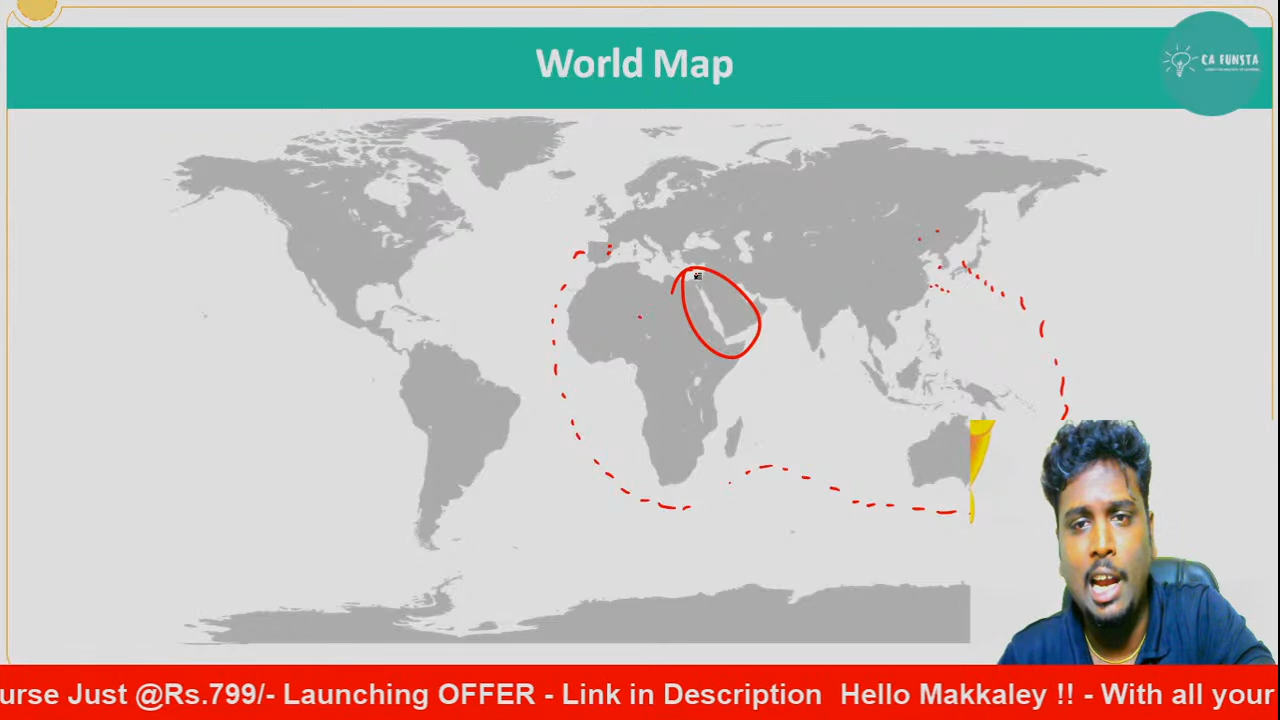 World Map
CA FUNSTA
urse Just @Rs.799/- Launching OFFER - Link in Description Hello Makkaley !! - With all your